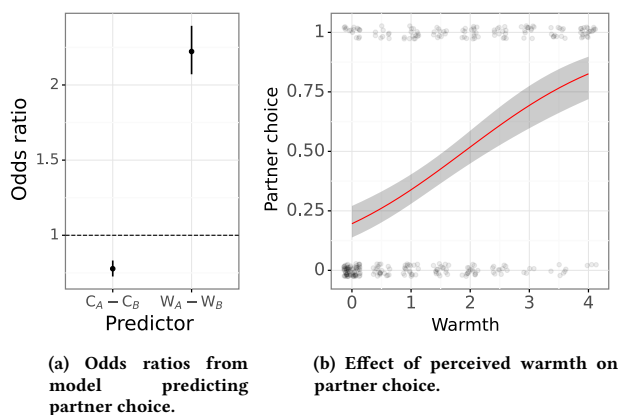 Odds ratio
2
1.5
1
C_A − C_B W_A − W_B
Predictor
(a) Odds ratios from
model predicting
partner choice.
Partner choice
1
0.75
0.50
0.25
0
0 1 2 3 4
Warmth
(b) Effect of perceived warmth on
partner choice.